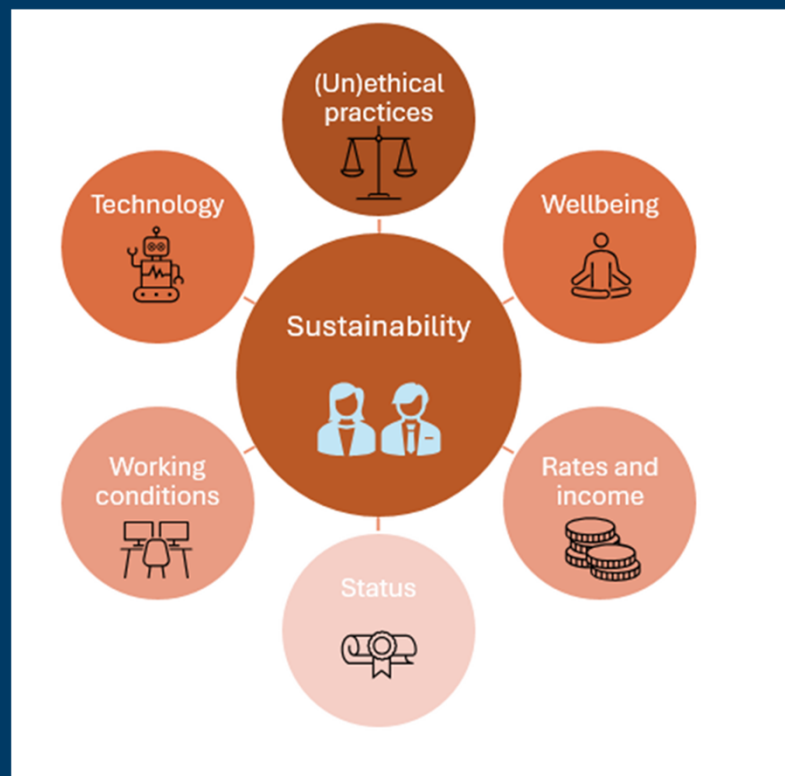 (Un)ethical
practices
Technology
Wellbeing
Sustainability
Working
conditions
Rates and
income
Status